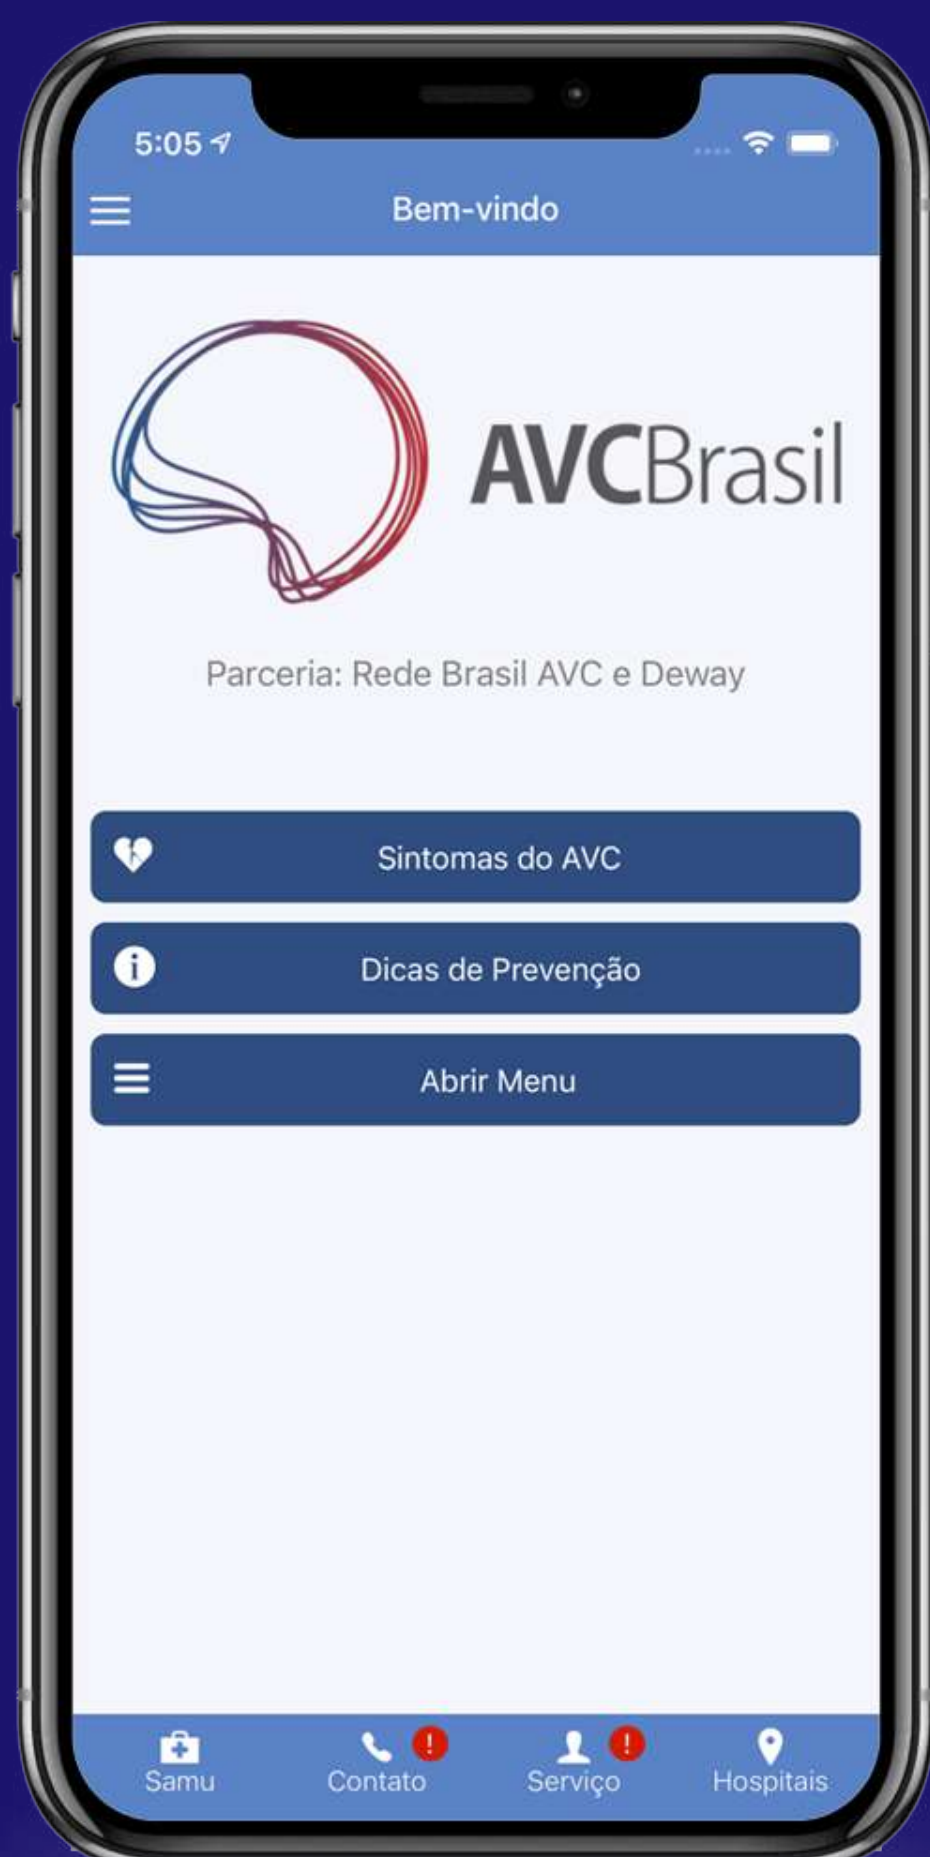 5:05
Bem-vindo
AVCBrasil
Parceria: Rede Brasil AVC e Deway
Sintomas do AVC
Dicas de Prevenção
Abrir Menu
Samu
Contato
Serviço
Hospitais